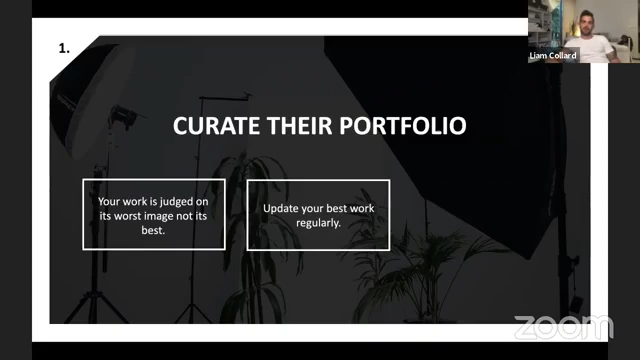 1.
Liam Collard
CURATE THEIR PORTFOLIO
Your work is judged on
its worst image not its
best.
Update your best work
regularly.
zoom